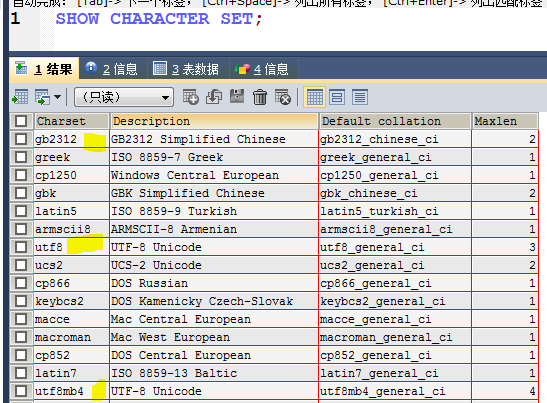 自动完成： [Tab]-> 下一个标签， [Ctrl+Space]-> 列出所有标签， [Ctrl+Enter]-> 列出匹配标签
1 SHOW CHARACTER SET;
1 结果 2 信息 3 表数据 4 信息
(只读)
Charset Description Default collation Maxlen
gb2312 GB2312 Simplified Chinese gb2312_chinese_ci 2
greek ISO 8859-7 Greek greek_general_ci 1
cp1250 Windows Central European cp1250_general_ci 1
gbk GBK Simplified Chinese gbk_chinese_ci 2
latin5 ISO 8859-9 Turkish latin5_turkish_ci 1
armscii8 ARMSCII-8 Armenian armscii8_general_ci 1
utf8 UTF-8 Unicode utf8_general_ci 3
ucs2 UCS-2 Unicode ucs2_general_ci 2
cp866 DOS Russian cp866_general_ci 1
keybcs2 DOS Kamenicky Czech-Slovak keybcs2_general_ci 1
macce Mac Central European macce_general_ci 1
macroman Mac West European macroman_general_ci 1
cp852 DOS Central European cp852_general_ci 1
latin7 ISO 8859-13 Baltic latin7_general_ci 1
utf8mb4 UTF-8 Unicode utf8mb4_general_ci 4